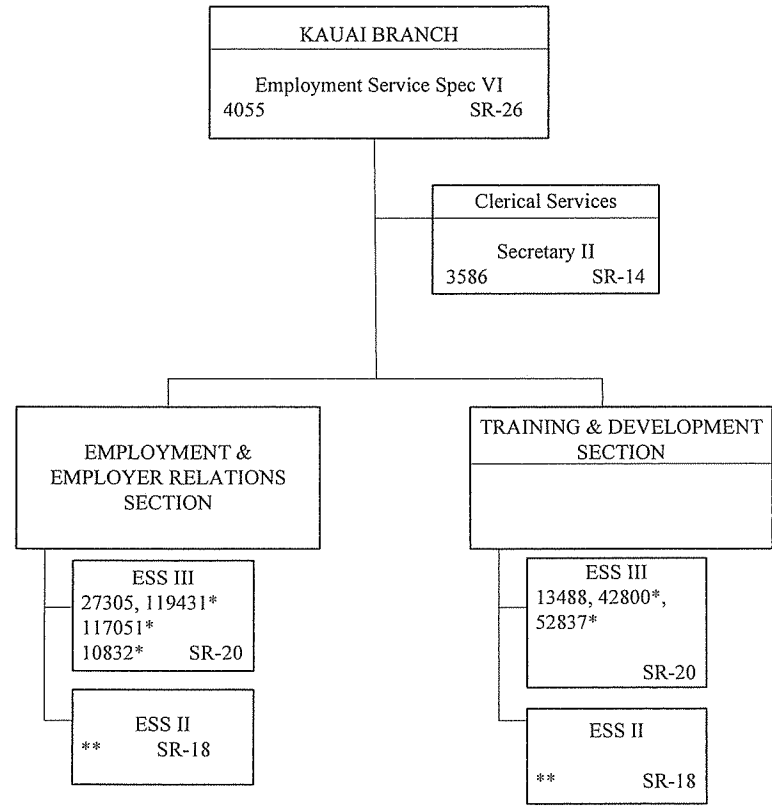 KAUAI BRANCH
Employment Service Spec VI
4055 SR-26
Clerical Services
Secretary II
3586 SR-14
EMPLOYMENT &
EMPLOYER RELATIONS
SECTION
ESS III
27305, 119431*
117051*
10832* SR-20
ESS II
** SR-18
TRAINING & DEVELOPMENT
SECTION
ESS III
13488, 42800*,
52837*
SR-20
ESS II
** SR-18